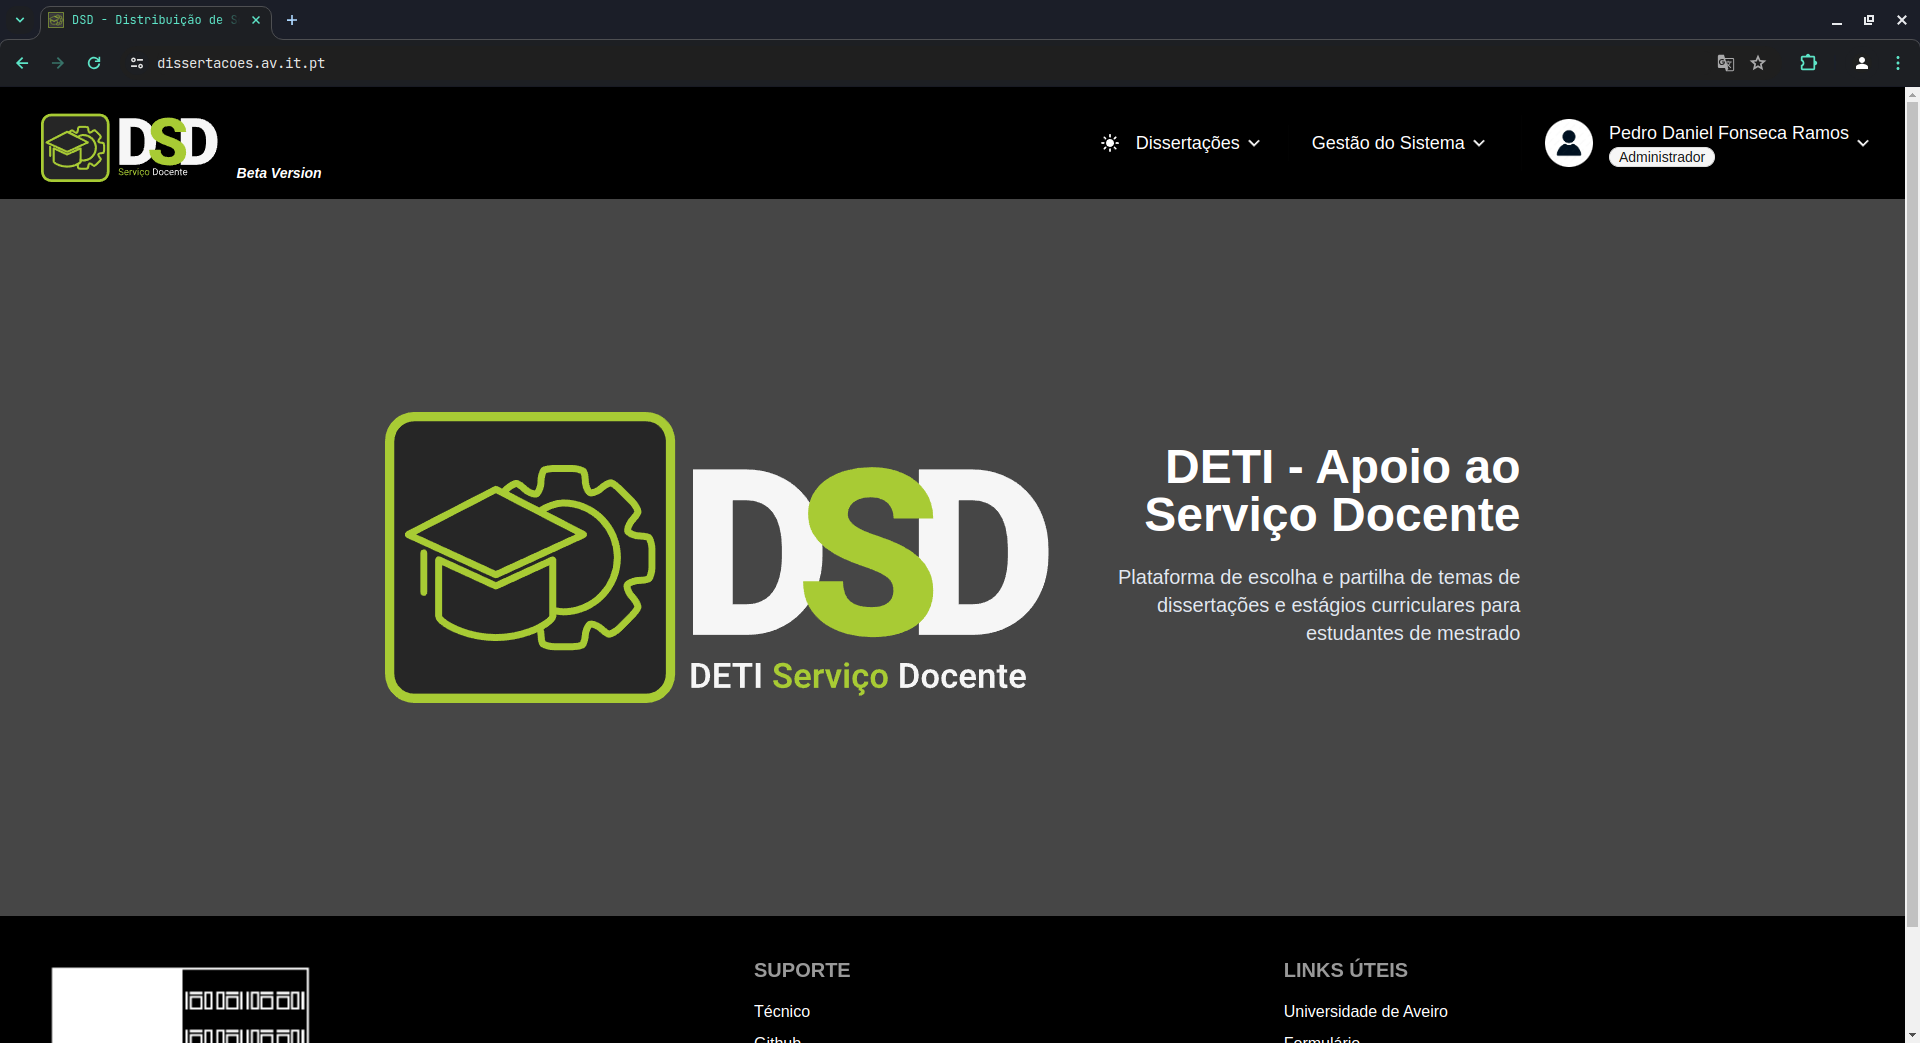 DSD - Distribuição de S
dissertacoes.av.it.pt
DSD
Serviço Docente
Beta Version
Dissertações
Gestão do Sistema
Pedro Daniel Fonseca Ramos
Administrador
DSD
DETI Serviço Docente
DETI - Apoio ao
Serviço Docente
Plataforma de escolha e partilha de temas de
dissertações e estágios curriculares para
estudantes de mestrado
SUPORTE
Técnico
Github
LINKS ÚTEIS
Universidade de Aveiro
Formulário